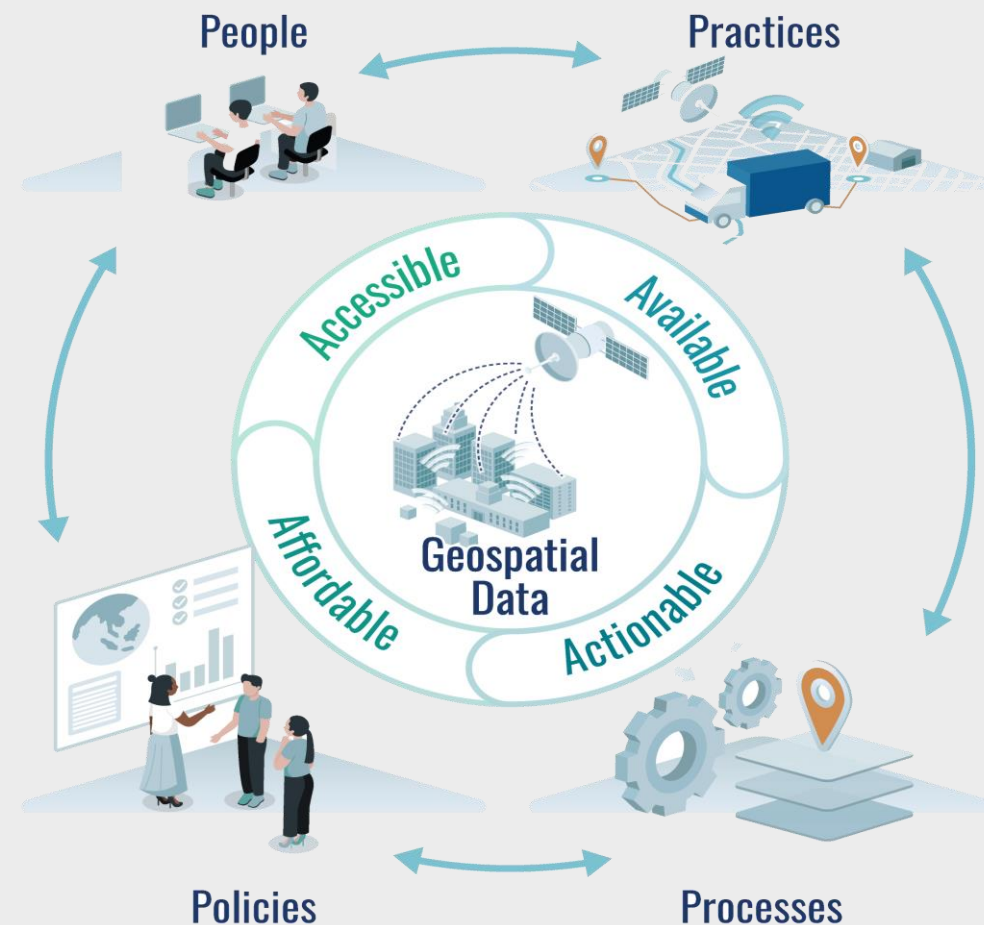 People
Practices
Accessible
Available
Geospatial
Data
Affordable
Actionable
Policies
Processes